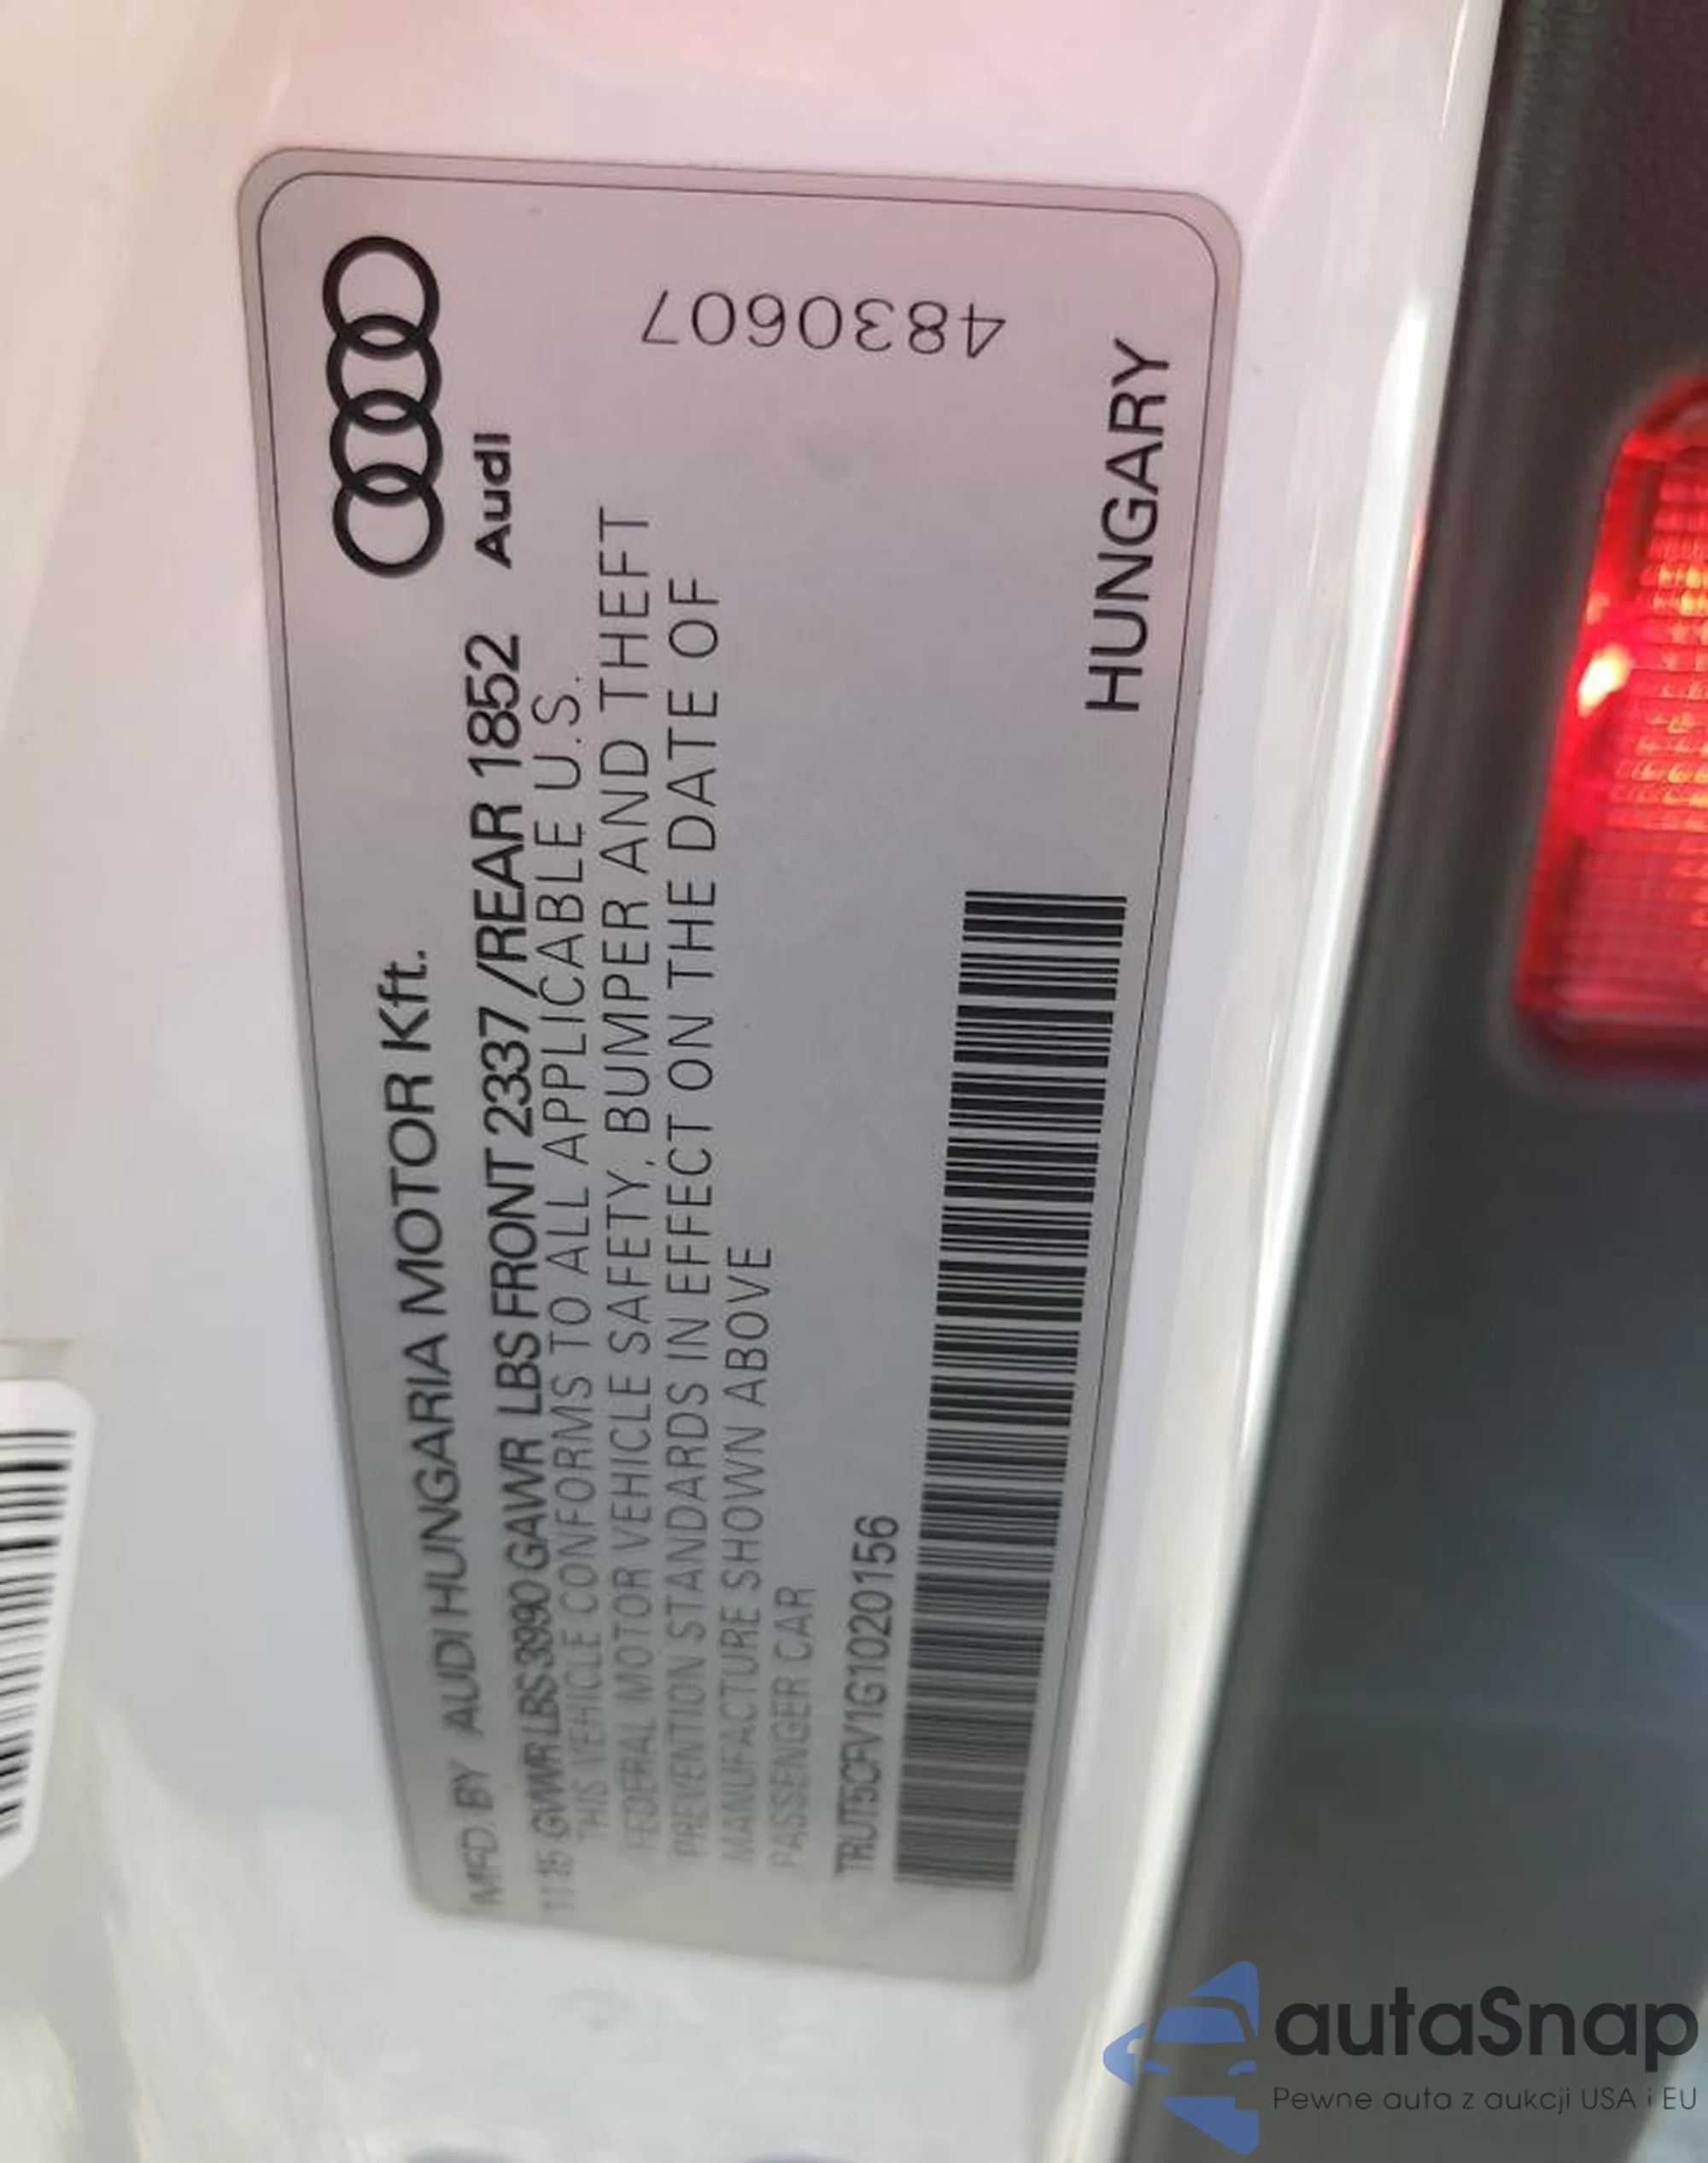 MFD. BY AUDI HUNGARIA MOTOR Kft.
11 15 GVWR LBS 3990 GAWR LBS FRONT 2337 /REAR 1852
Audi
THIS VEHICLE CONFORMS TO ALL APPLICABLE U.S.
FEDERAL MOTOR VEHICLE SAFETY, BUMPER AND THEFT
PREVENTION STANDARDS IN EFFECT ON THE DATE OF
MANUFACTURE SHOWN ABOVE
PASSENGER CAR
TRUT5CFV1G1020156
HUNGARY
4830607
autaSnap
Pewne auta z aukcji USA i EU